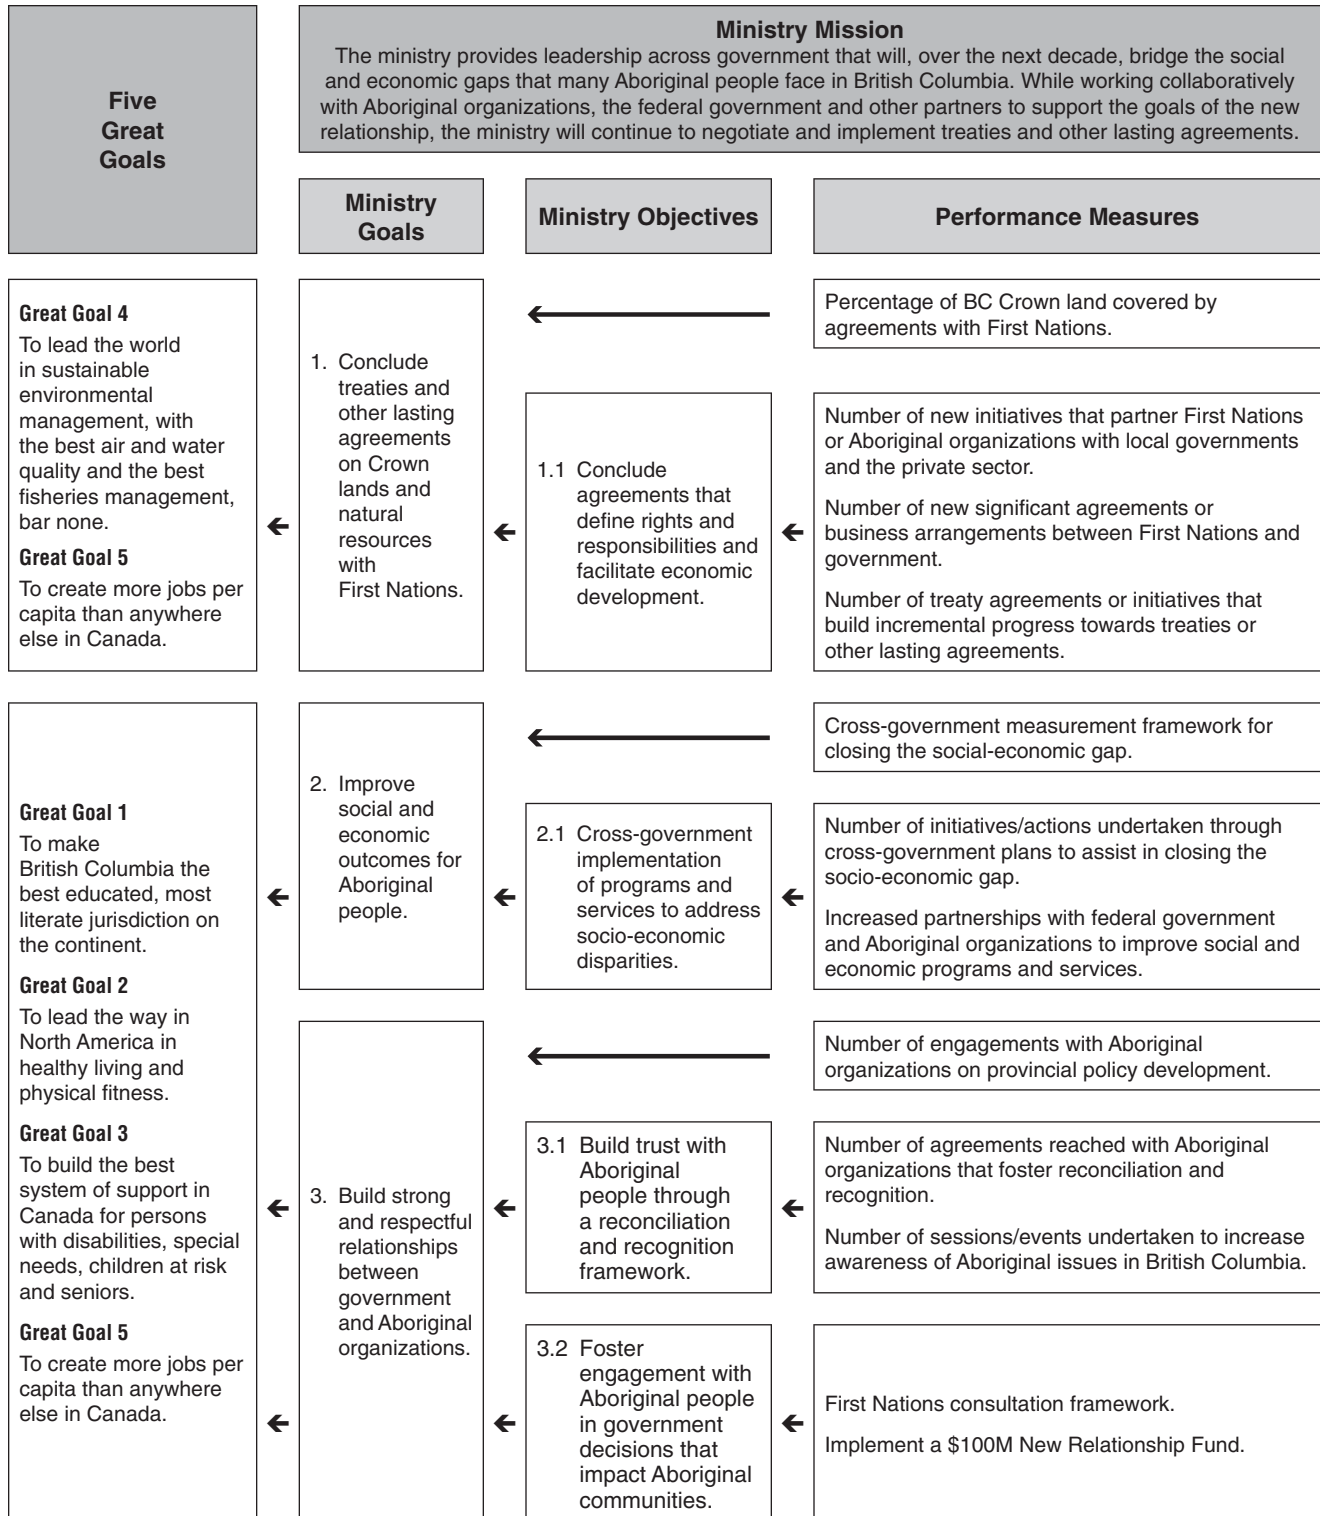 Five
Great
Goals
Ministry Mission
The ministry provides leadership across government that will, over the next decade, bridge the social
and economic gaps that many Aboriginal people face in British Columbia. While working collaboratively
with Aboriginal organizations, the federal government and other partners to support the goals of the new
relationship, the ministry will continue to negotiate and implement treaties and other lasting agreements.
Ministry
Goals
Ministry Objectives
Performance Measures
Great Goal 4
To lead the world
in sustainable
environmental
management, with
the best air and water
quality and the best
fisheries management,
bar none.
Great Goal 5
To create more jobs per
capita than anywhere
else in Canada.
1. Conclude
treaties and
other lasting
agreements
on Crown
lands and
natural
resources
with
First Nations.
Percentage of BC Crown land covered by
agreements with First Nations.
1.1 Conclude
agreements that
define rights and
responsibilities and
facilitate economic
development.
Number of new initiatives that partner First Nations
or Aboriginal organizations with local governments
and the private sector.
Number of new significant agreements or
business arrangements between First Nations and
government.
Number of treaty agreements or initiatives that
build incremental progress towards treaties or
other lasting agreements.
Great Goal 1
To make
British Columbia the
best educated, most
literate jurisdiction on
the continent.
Great Goal 2
To lead the way in
North America in
healthy living and
physical fitness.
Great Goal 3
To build the best
system of support in
Canada for persons
with disabilities, special
needs, children at risk
and seniors.
Great Goal 5
To create more jobs per
capita than anywhere
else in Canada.
2. Improve
social and
economic
outcomes for
Aboriginal
people.
Cross-government measurement framework for
closing the social-economic gap.
2.1 Cross-government
implementation
of programs and
services to address
socio-economic
disparities.
Number of initiatives/actions undertaken through
cross-government plans to assist in closing the
socio-economic gap.
Increased partnerships with federal government
and Aboriginal organizations to improve social and
economic programs and services.
3. Build strong
and respectful
relationships
between
government
and Aboriginal
organizations.
Number of engagements with Aboriginal
organizations on provincial policy development.
3.1 Build trust with
Aboriginal
people through
a reconciliation
and recognition
framework.
Number of agreements reached with Aboriginal
organizations that foster reconciliation and
recognition.
Number of sessions/events undertaken to increase
awareness of Aboriginal issues in British Columbia.
3.2 Foster
engagement with
Aboriginal people
in government
decisions that
impact Aboriginal
communities.
First Nations consultation framework.
Implement a $100M New Relationship Fund.